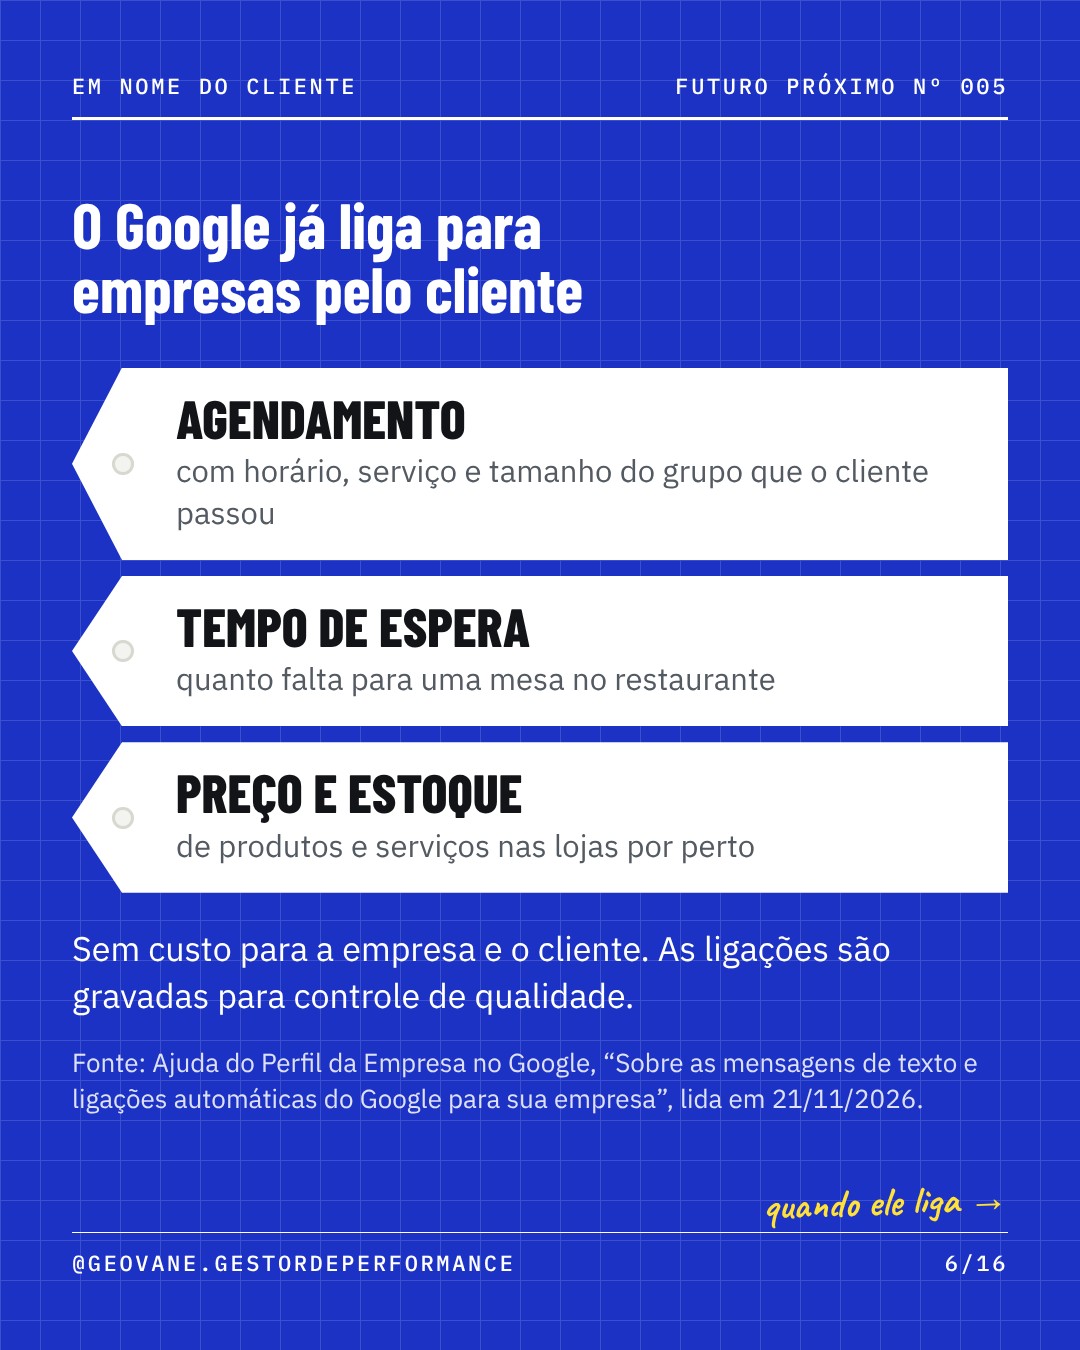 EM NOME DO CLIENTE
FUTURO PRÓXIMO Nº 005
O Google já liga para
empresas pelo cliente
AGENDAMENTO
com horário, serviço e tamanho do grupo que o cliente
passou
TEMPO DE ESPERA
quanto falta para uma mesa no restaurante
PREÇO E ESTOQUE
de produtos e serviços nas lojas por perto
Sem custo para a empresa e o cliente. As ligações são
gravadas para controle de qualidade.
Fonte: Ajuda do Perfil da Empresa no Google, “Sobre as mensagens de texto e
ligações automáticas do Google para sua empresa”, lida em 21/11/2026.
quando ele liga →
@GEOVANE.GESTORDEPERFORMANCE
6/16